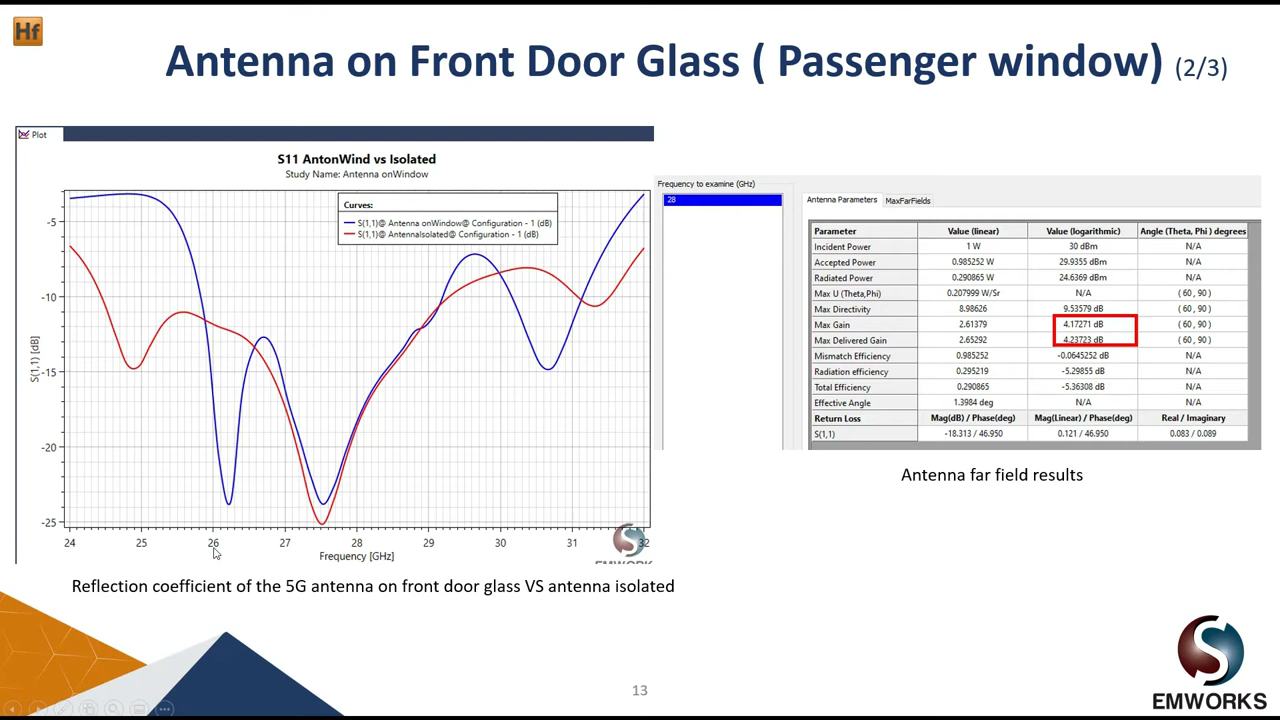 Hf
Antenna on Front Door Glass ( Passenger window) (2/3)
Plot
S11 AntonWind vs Isolated
Study Name: Antenna onWindow
Curves:
S(1,1)@ Antenna onWindow@ Configuration - 1 (dB)
S(1,1)@ AntennaIsolated@ Configuration - 1 (dB)
S(1,1) [dB]
-5
-10
-15
-20
-25
24 25 26 27 28 29 30 31 32
Frequency [GHz]
EMWORKS
Reflection coefficient of the 5G antenna on front door glass VS antenna isolated
Frequency to examine (GHz)
28
Antenna Parameters MaxFarFields
Parameter Value (linear) Value (logarithmic) Angle (Theta, Phi ) degrees
Incident Power 1 W 30 dBm N/A
Accepted Power 0.985252 W 29.9355 dBm N/A
Radiated Power 0.290865 W 24.6369 dBm N/A
Max U (Theta,Phi) 0.207999 W/Sr N/A ( 60 , 90 )
Max Directivity 8.98626 9.53579 dB ( 60 , 90 )
Max Gain 2.61379 4.17271 dB ( 60 , 90 )
Max Delivered Gain 2.65292 4.23723 dB ( 60 , 90 )
Mismatch Efficiency 0.985252 -0.0645252 dB N/A
Radiation efficiency 0.295219 -5.29855 dB N/A
Total Efficiency 0.290865 -5.36308 dB N/A
Effective Angle 1.3984 deg N/A N/A
Return Loss Mag(dB) / Phase(deg) Mag(Linear) / Phase(deg) Real / Imaginary
S(1,1) -18.313 / 46.950 0.121 / 46.950 0.083 / 0.089
Antenna far field results
13
EMWORKS